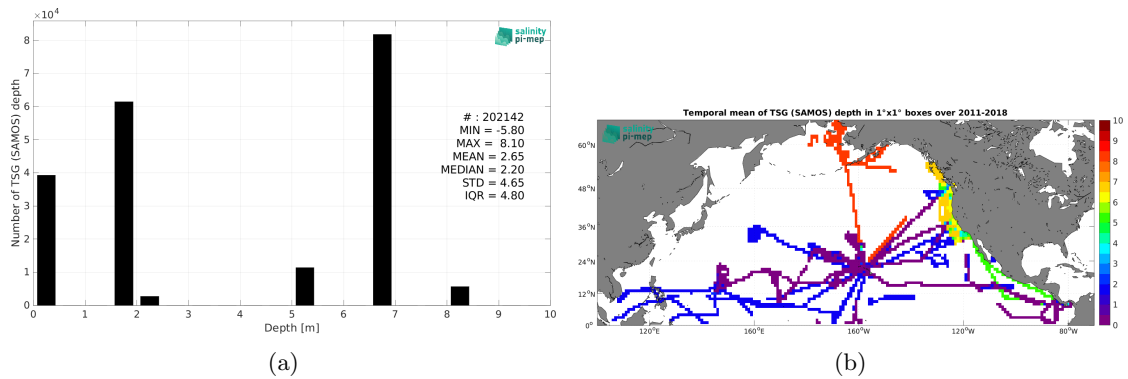 ×10⁴
8
7
6
5
4
3
2
1
0
Number of TSG (SAMOS) depth
0 1 2 3 4 5 6 7 8 9 10
Depth [m]
salinity
pi-mep
# : 202142
MIN = -5.80
MAX = 8.10
MEAN = 2.65
MEDIAN = 2.20
STD = 4.65
IQR = 4.80
(a)
Temporal mean of TSG (SAMOS) depth in 1°x1° boxes over 2011-2018
salinity
pi-mep
60°N
48°N
36°N
24°N
12°N
0°
120°E 160°E 160°W 120°W 80°W
10
9
8
7
6
5
4
3
2
1
0
(b)